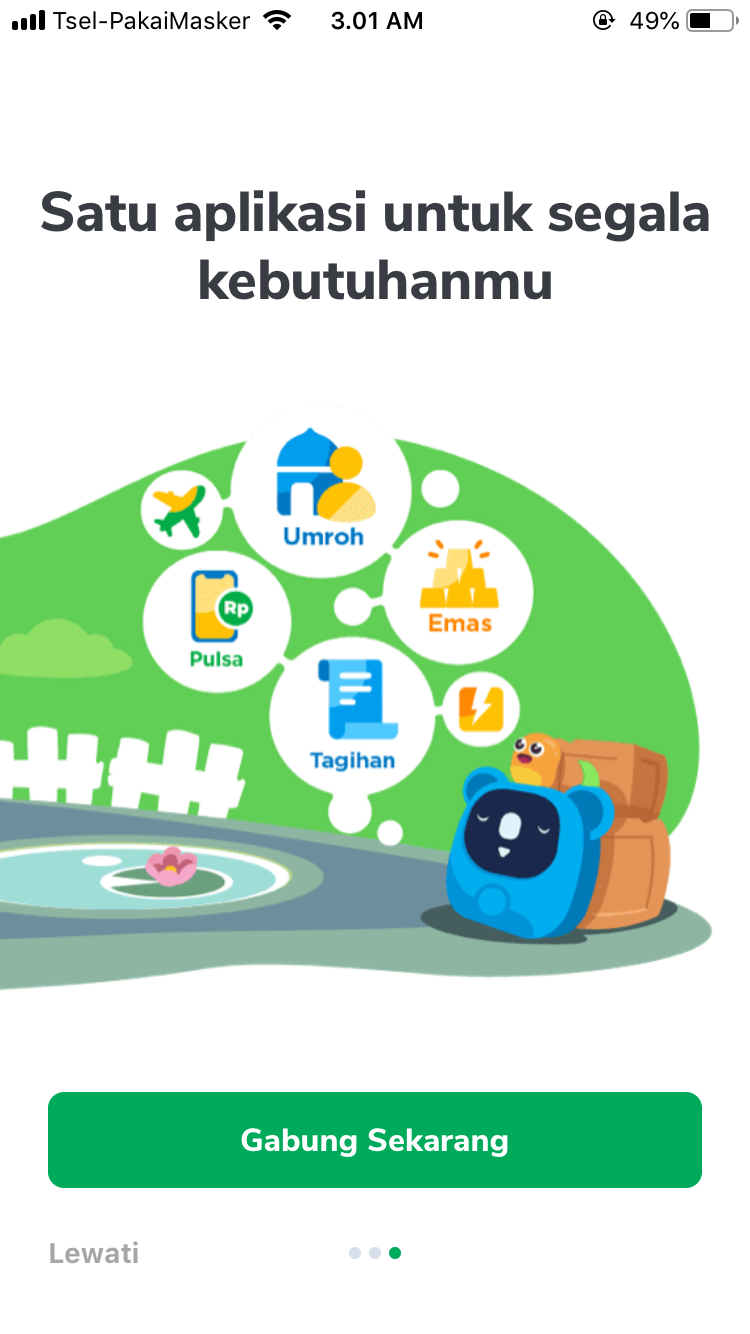 Tsel-PakaiMasker 3.01 AM 49%
Satu aplikasi untuk segala
kebutuhanmu
Umroh
Emas
Rp
Pulsa
Tagihan
Gabung Sekarang
Lewati